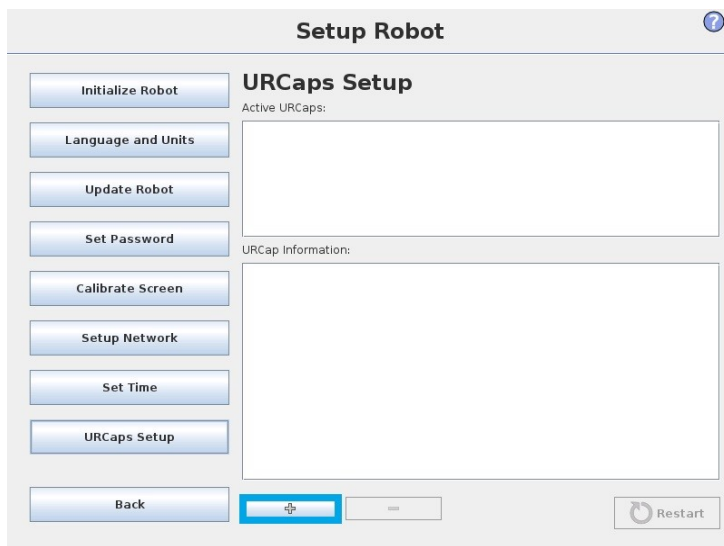 Setup Robot
?
Initialize Robot
Language and Units
Update Robot
Set Password
Calibrate Screen
Setup Network
Set Time
URCaps Setup
Back
URCaps Setup
Active URCaps:
URCap Information:
Restart